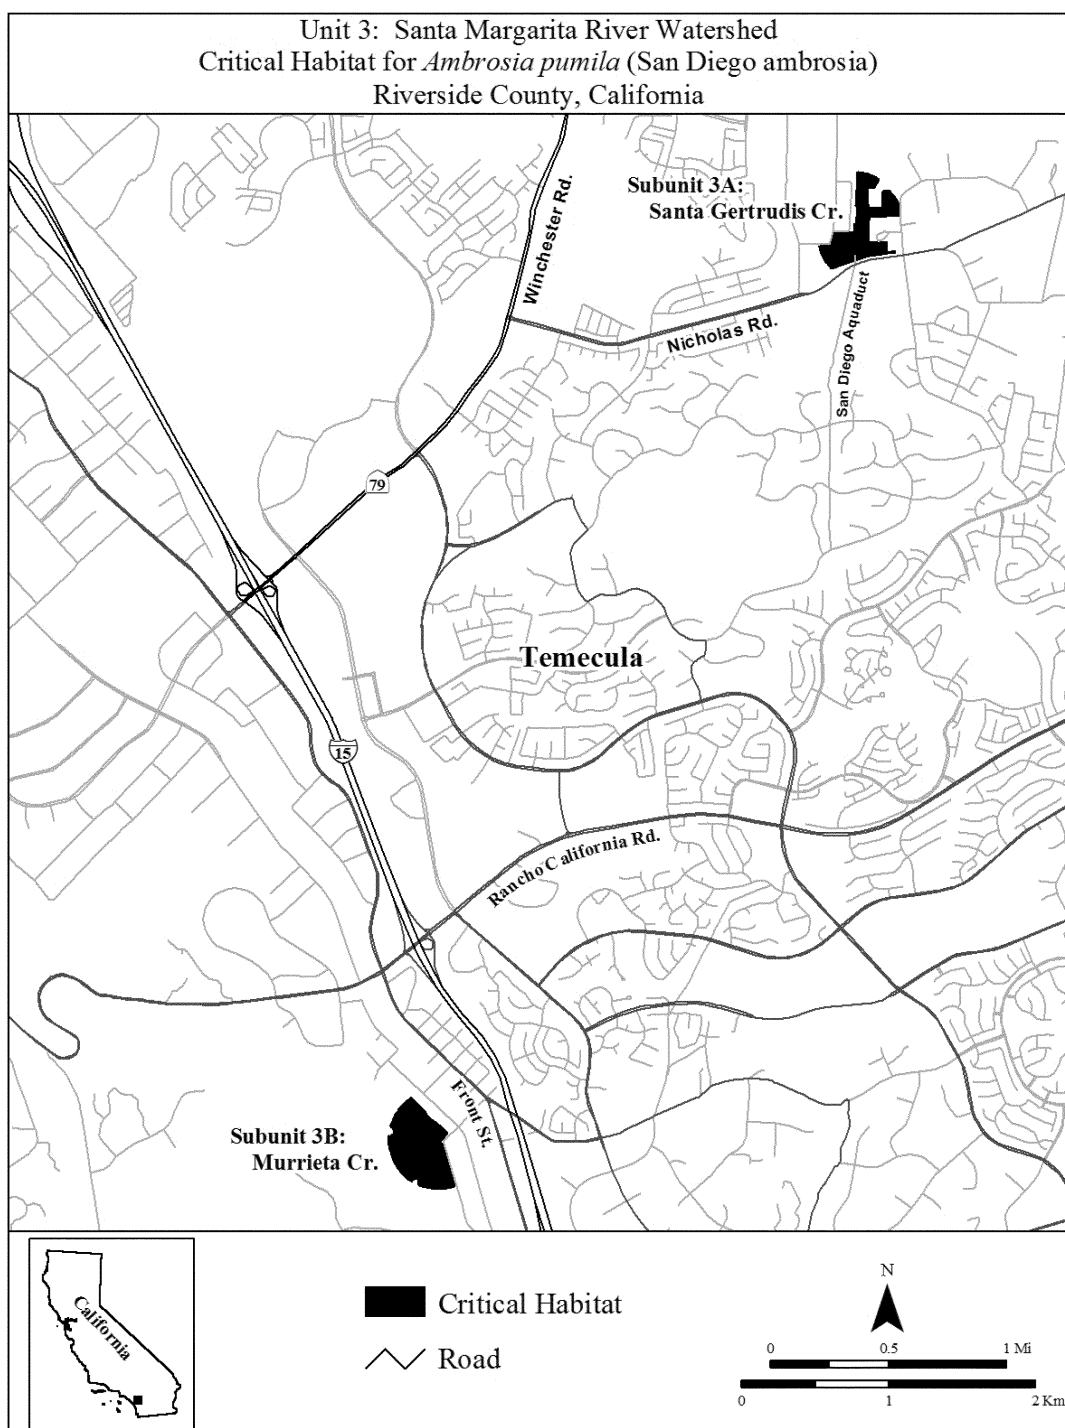 Unit 3: Santa Margarita River Watershed
Critical Habitat for Ambrosia pumila (San Diego ambrosia)
Riverside County, California
Subunit 3A:
Santa Gertrudis Cr.
Winchester Rd.
Nicholas Rd.
San Diego Aquaduct
79
Temecula
15
Rancho California Rd.
Front St.
Subunit 3B:
Murrieta Cr.
California
Critical Habitat
Road
N
0 0.5 1 Mi
0 1 2 Km